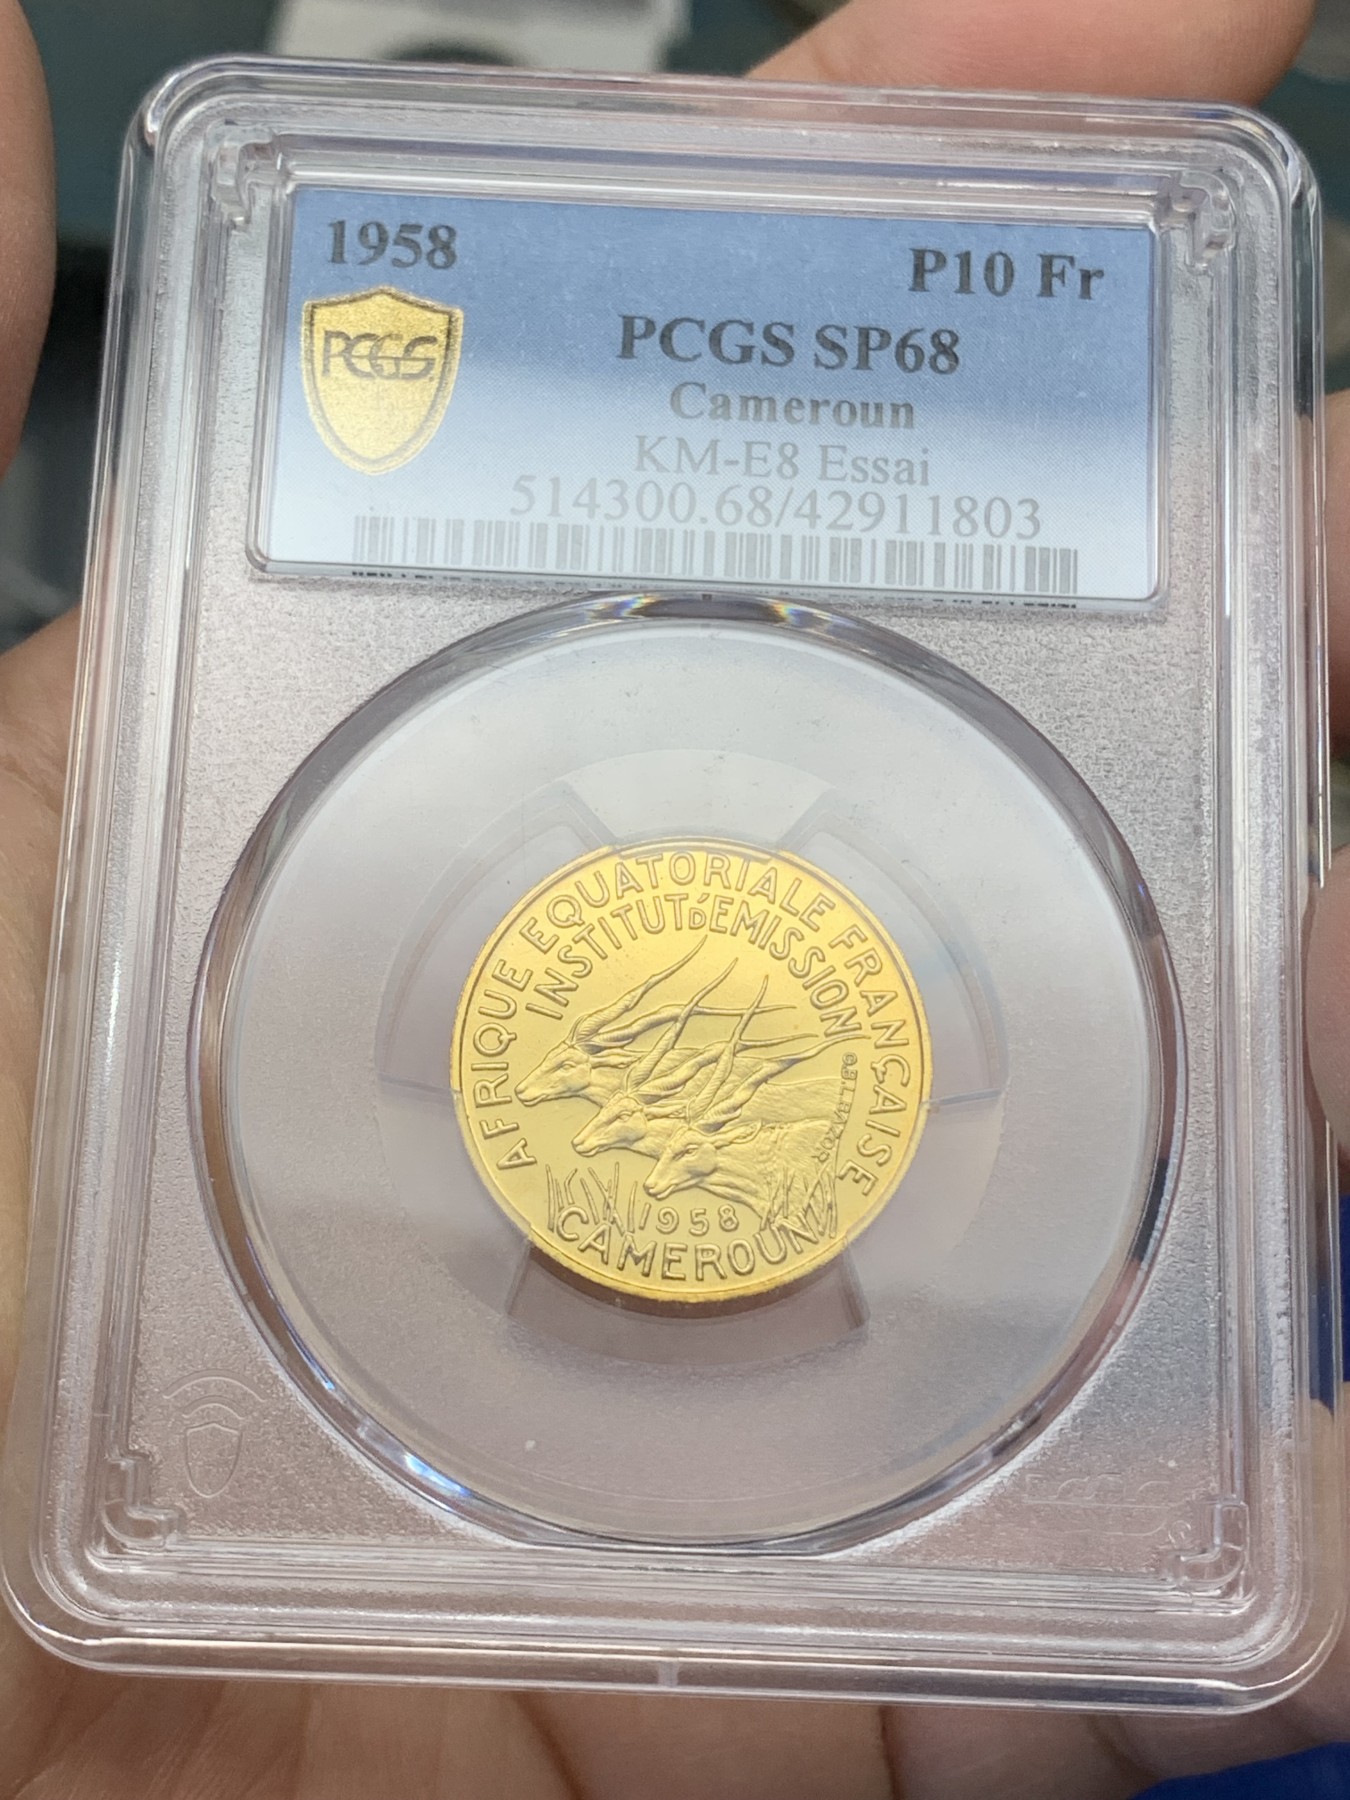 1958
P10 Fr
PCGS
PCGS SP68
Cameroun
KM-E8 Essai
514300.68/42911803
AFRIQUE EQUATORIALE FRANÇAISE
INSTITUT D'EMISSION
G.B.L. BAZOR
1958
CAMEROUN